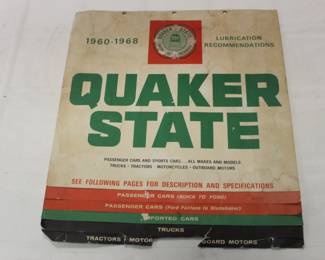 1960-1968
LUBRICATION
RECOMMENDATIONS
QUAKER
STATE
PASSENGER CARS AND SPORTS CARS ... ALL MAKES AND MODELS
TRUCKS • TRACTORS • MOTORCYCLES • OUTBOARD MOTORS
SEE FOLLOWING PAGES FOR DESCRIPTION AND SPECIFICATIONS
PASSENGER CARS (BUICK TO FORD)
PASSENGER CARS (Ford Fairlane to Studebaker)
IMPORTED CARS
TRUCKS
TRACTORS / MOTOR BOARD MOTORS